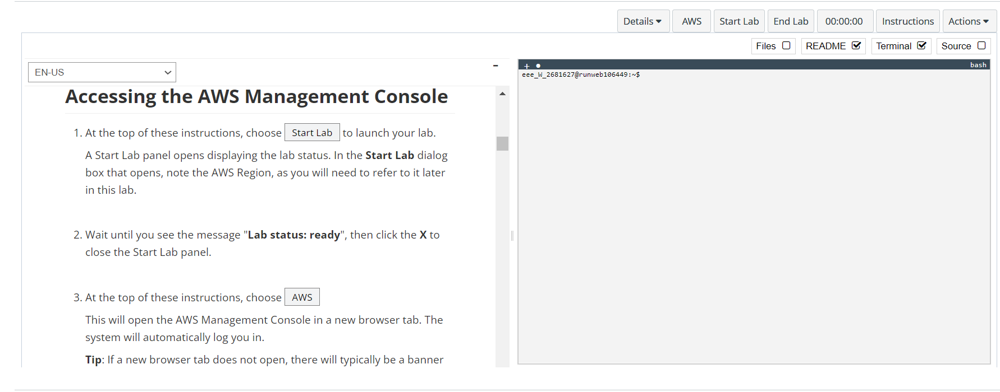 Details AWS Start Lab End Lab 00:00:00 Instructions Actions
Files README Terminal Source
EN-US
-
Accessing the AWS Management Console
1. At the top of these instructions, choose Start Lab to launch your lab.
A Start Lab panel opens displaying the lab status. In the Start Lab dialog
box that opens, note the AWS Region, as you will need to refer to it later
in this lab.
2. Wait until you see the message "Lab status: ready", then click the X to
close the Start Lab panel.
3. At the top of these instructions, choose AWS
This will open the AWS Management Console in a new browser tab. The
system will automatically log you in.
Tip: If a new browser tab does not open, there will typically be a banner
+ bash
eee_W_2681627@runweb106449:~$